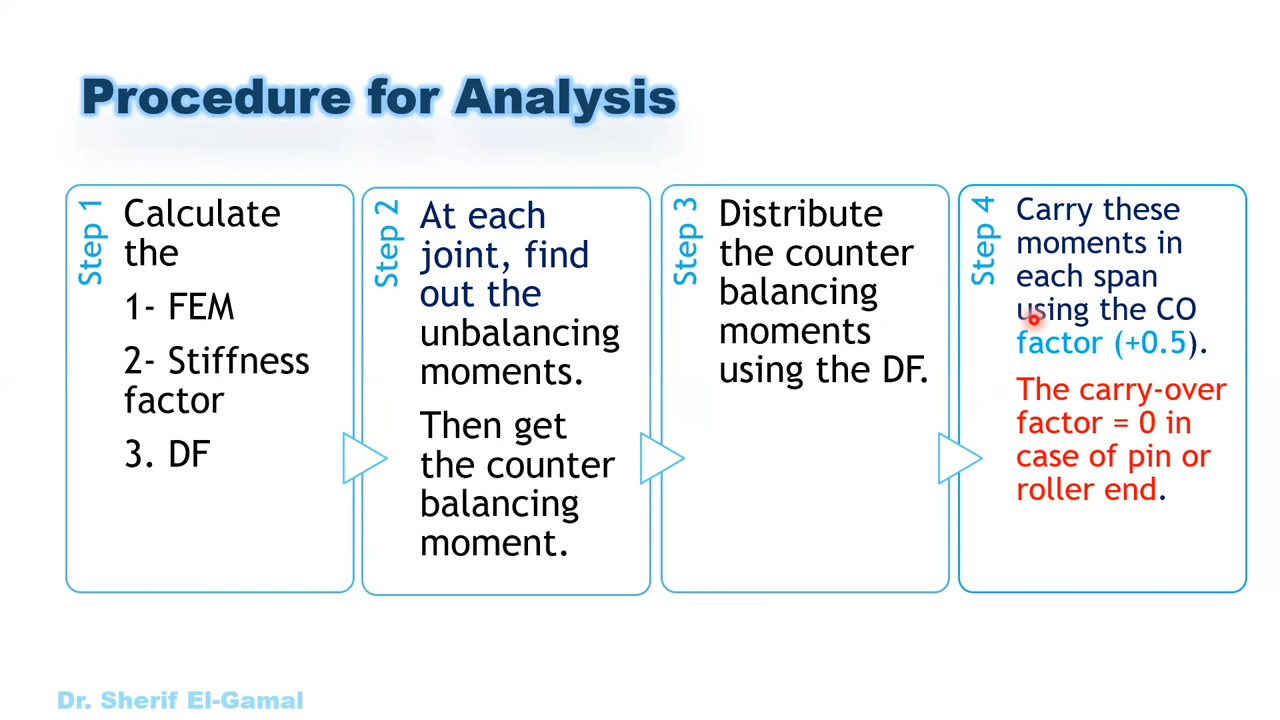 Procedure for Analysis
Step 1
Calculate
the
1- FEM
2- Stiffness
factor
3. DF
Step 2
At each
joint, find
out the
unbalancing
moments.
Then get
the counter
balancing
moment.
Step 3
Distribute
the counter
balancing
moments
using the DF.
Step 4
Carry these
moments in
each span
using the CO
factor (+0.5).
The carry-over
factor = 0 in
case of pin or
roller end.
Dr. Sherif El-Gamal